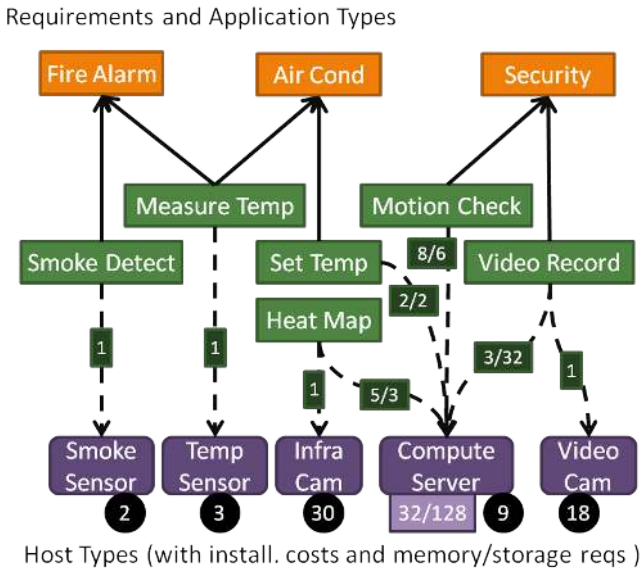 Requirements and Application Types
Fire Alarm
Air Cond
Security
Measure Temp
Motion Check
Smoke Detect
Set Temp
8/6
Video Record
2/2
Heat Map
1
1
3/32
1
1
5/3
Smoke
Sensor
Temp
Sensor
Infra
Cam
Compute
Server
Video
Cam
2
3
30
32/128
9
18
Host Types (with install. costs and memory/storage reqs )